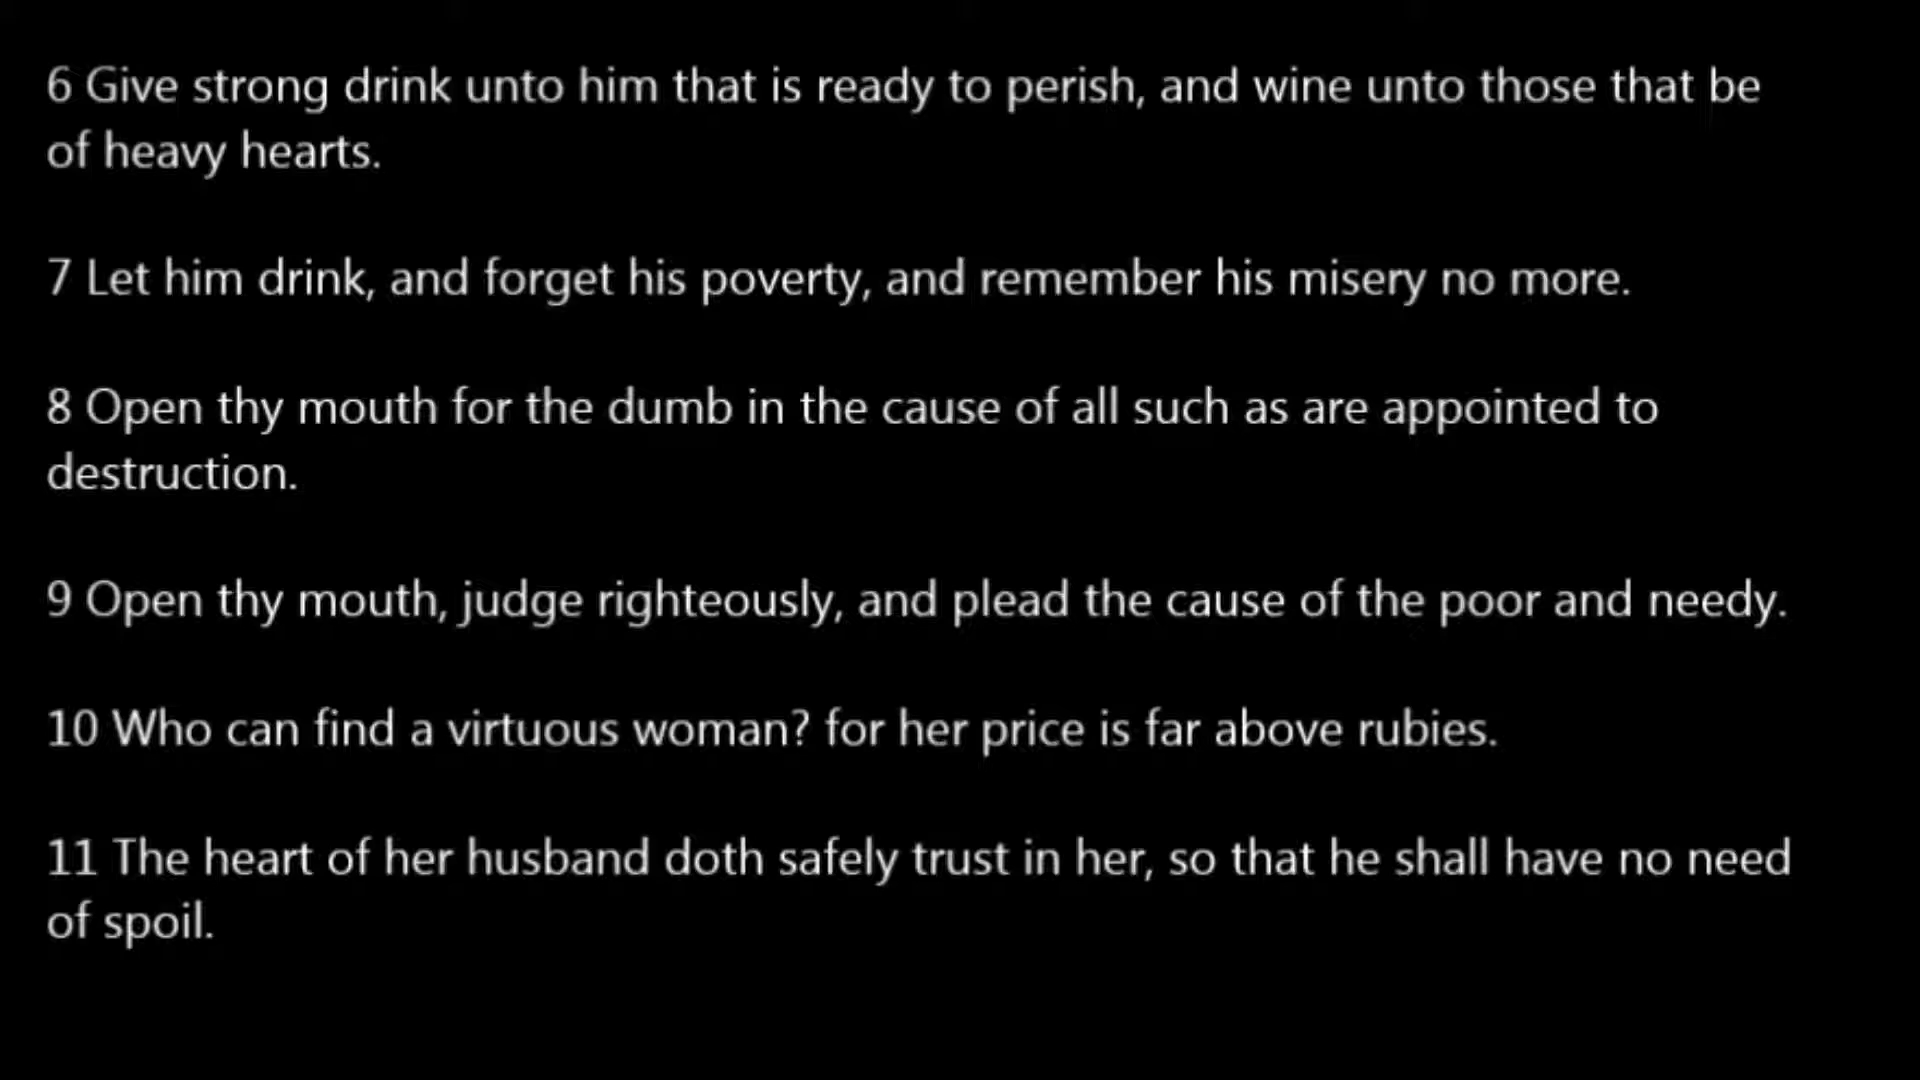 6 Give strong drink unto him that is ready to perish, and wine unto those that be
of heavy hearts.
7 Let him drink, and forget his poverty, and remember his misery no more.
8 Open thy mouth for the dumb in the cause of all such as are appointed to
destruction.
9 Open thy mouth, judge righteously, and plead the cause of the poor and needy.
10 Who can find a virtuous woman? for her price is far above rubies.
11 The heart of her husband doth safely trust in her, so that he shall have no need
of spoil.